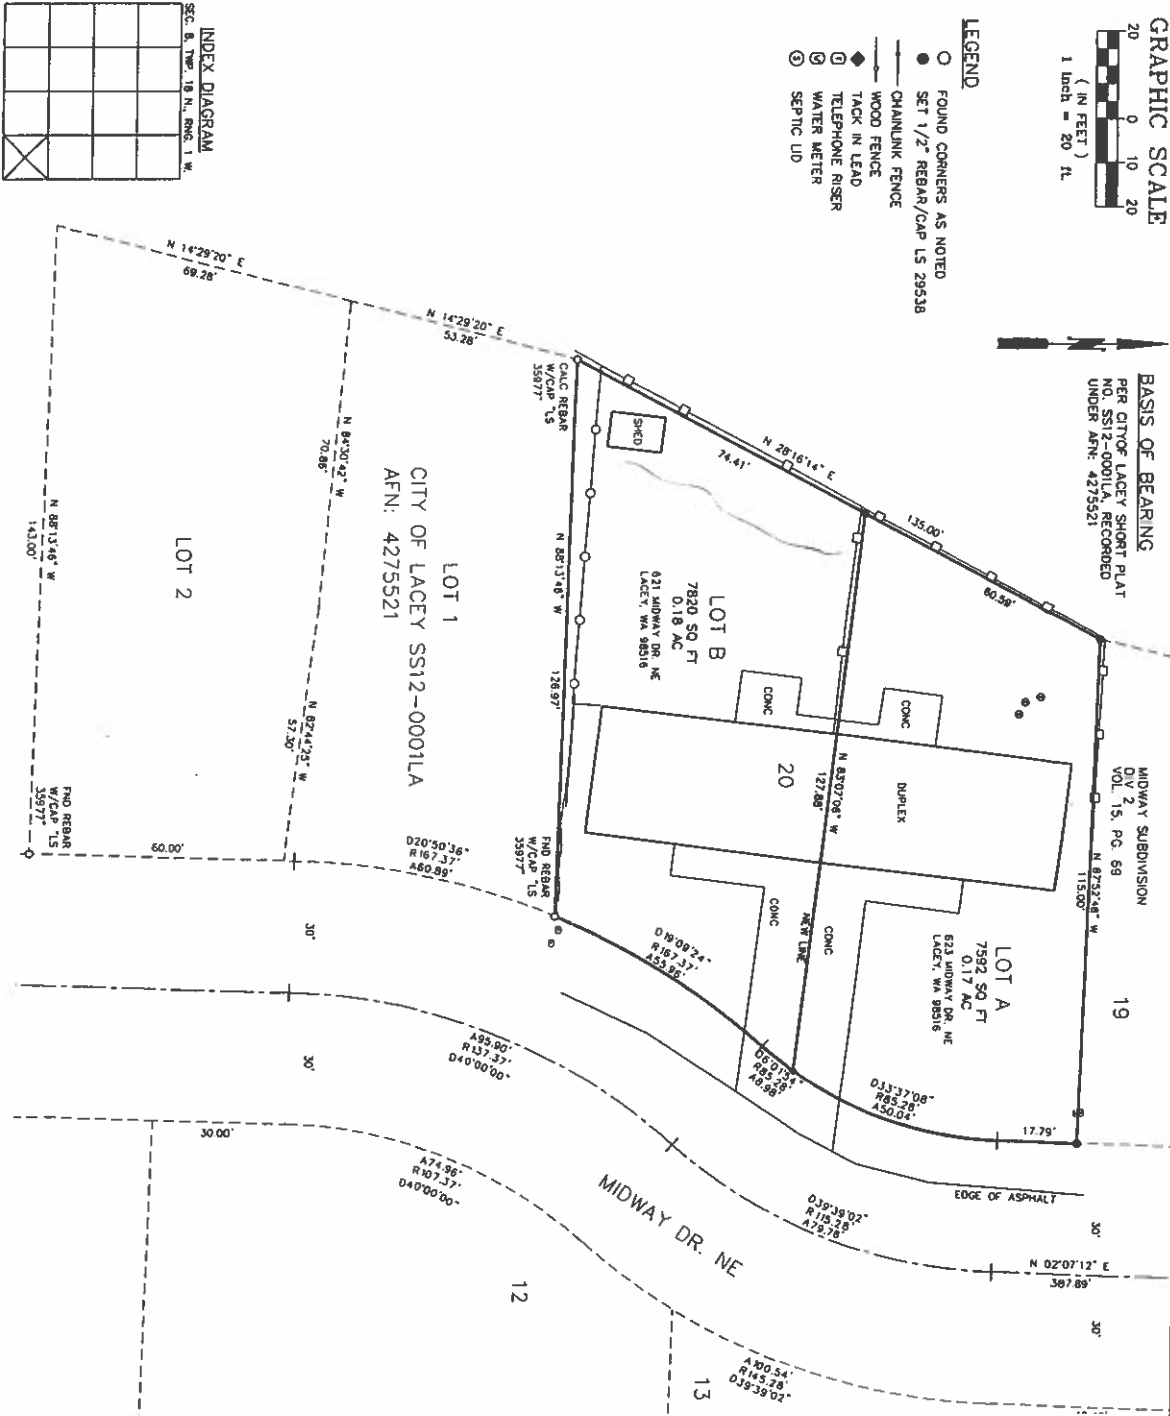 GRAPHIC SCALE
20 0 10 20
( IN FEET )
1 inch = 20 ft.
LEGEND
FOUND CORNERS AS NOTED
SET 1/2" REBAR/CAP LS 29538
CHAINLINK FENCE
WOOD FENCE
TACK IN LEAD
TELEPHONE RISER
WATER METER
SEPTIC LID
INDEX DIAGRAM
SEC. 8, TWP. 18 N., RNG. 1 W.
N
BASIS OF BEARING
PER CITYOF LACEY SHORT PLAT
NO. SS12-0001LA, RECORDED
UNDER AFN: 4275521
MIDWAY SUBDIVISION
DIV 2
VOL. 15, PG. 69
19
N 87°52'48" W
115.00'
N 28°16'14" E
135.00'
60.59'
74.41'
LOT A
7592 SQ FT
0.17 AC
623 MIDWAY DR. NE
LACEY, WA 98516
LOT B
7820 SQ FT
0.18 AC
621 MIDWAY DR. NE
LACEY, WA 98516
SHED
CONC
CONC
DUPLEX
20
N 83°07'06" W
127.88'
NEW LINE
CONC
CONC
17.79'
D33°37'08"
R85.28'
A50.04'
D6°01'54"
R85.28'
A8.98'
D19°09'24"
R167.37'
A55.96'
N 88°13'46" W
126.97'
CALC REBAR
W/CAP "LS
35977"
FND REBAR
W/CAP "LS
35977"
LOT 1
CITY OF LACEY SS12-0001LA
AFN: 4275521
N 14°29'20" E
53.28'
N 14°29'20" E
69.28'
N 84°30'42" W
70.86'
N 82°44'25" W
57.30'
D20°50'36"
R167.37'
A60.89'
LOT 2
N 88°13'46" W
143.00'
FND REBAR
W/CAP "LS
35977"
60.00'
30'
30'
30.00'
A95.90'
R137.37'
D40°00'00"
A74.96'
R107.37'
D40°00'00"
MIDWAY DR. NE
EDGE OF ASPHALT
D39°39'02"
R115.28'
A79.78'
30'
N 02°07'12" E
387.89'
30'
A100.54'
R145.28'
D39°39'02"
12
13